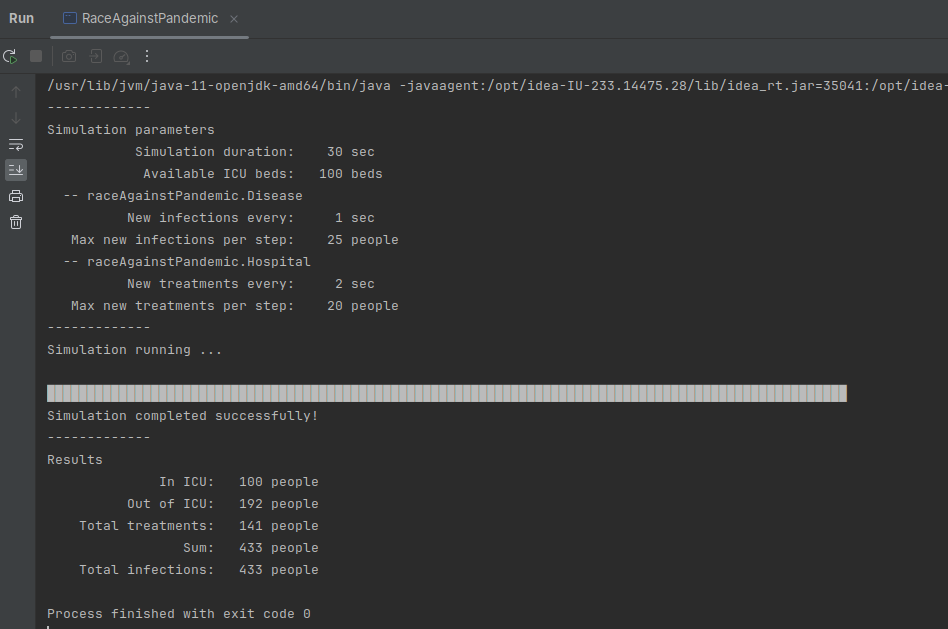 Run RaceAgainstPandemic
/usr/lib/jvm/java-11-openjdk-amd64/bin/java -javaagent:/opt/idea-IU-233.14475.28/lib/idea_rt.jar=35041:/opt/idea-
-------------
Simulation parameters
Simulation duration: 30 sec
Available ICU beds: 100 beds
-- raceAgainstPandemic.Disease
New infections every: 1 sec
Max new infections per step: 25 people
-- raceAgainstPandemic.Hospital
New treatments every: 2 sec
Max new treatments per step: 20 people
-------------
Simulation running ...
Simulation completed successfully!
-------------
Results
In ICU: 100 people
Out of ICU: 192 people
Total treatments: 141 people
Sum: 433 people
Total infections: 433 people
Process finished with exit code 0